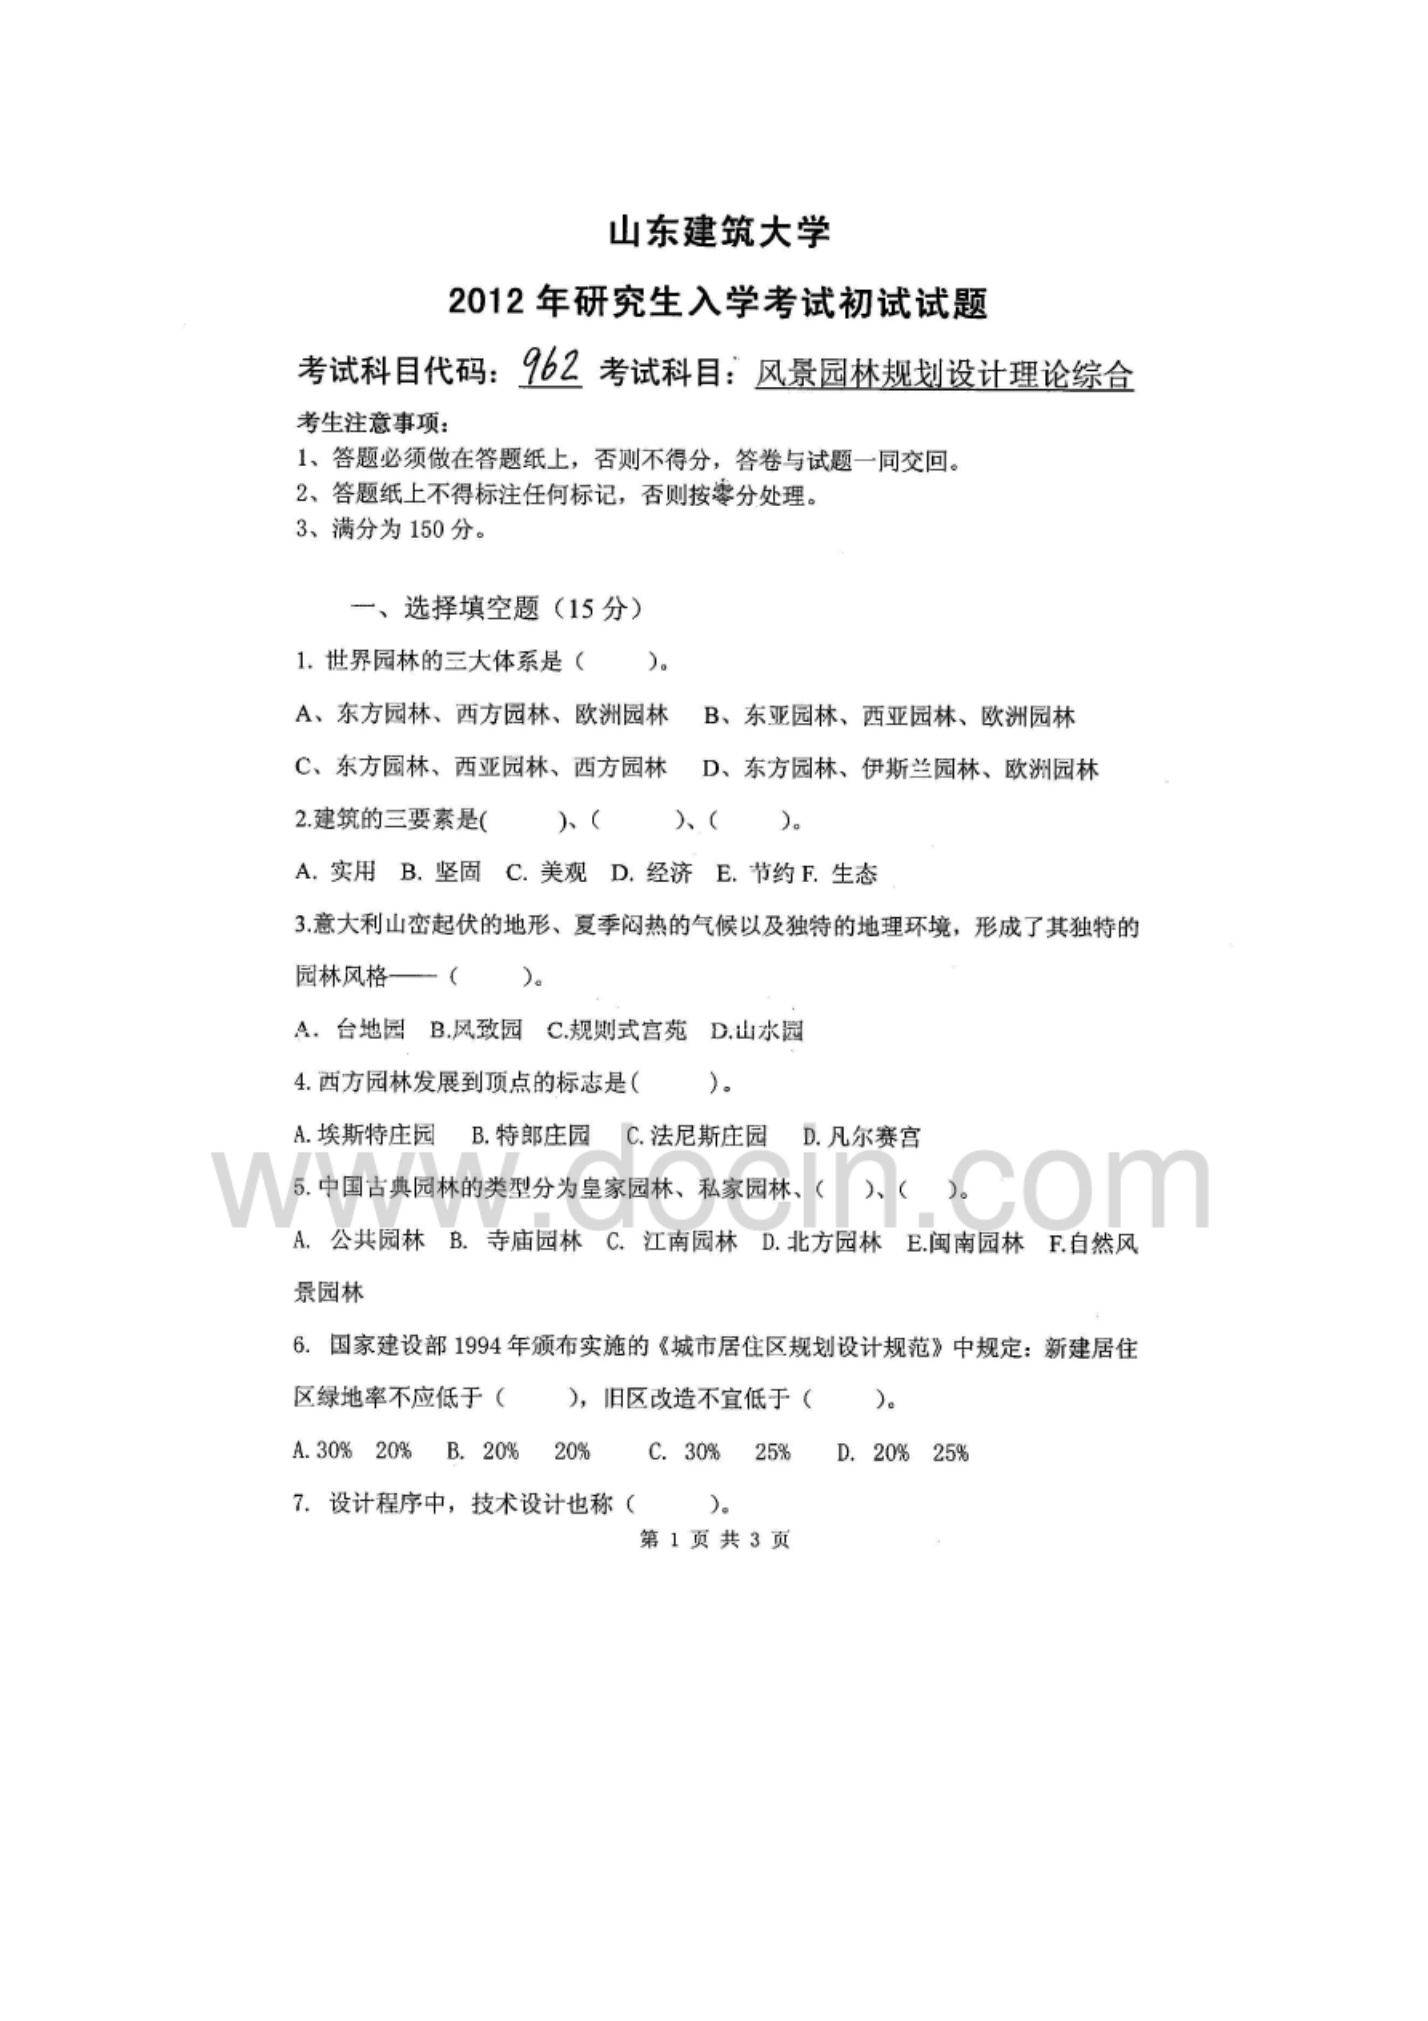 山东建筑大学
2012 年研究生入学考试初试试题
考试科目代码：962 考试科目：风景园林规划设计理论综合
考生注意事项：
1、答题必须做在答题纸上，否则不得分，答卷与试题一同交回。
2、答题纸上不得标注任何标记，否则按零分处理。
3、满分为 150 分。
一、选择填空题（15 分）
1. 世界园林的三大体系是（　　）。
A、东方园林、西方园林、欧洲园林　B、东亚园林、西亚园林、欧洲园林
C、东方园林、西亚园林、西方园林　D、东方园林、伊斯兰园林、欧洲园林
2.建筑的三要素是(　　)、（　　）、（　　）。
A. 实用　B. 坚固　C. 美观　D. 经济　E. 节约 F. 生态
3.意大利山峦起伏的地形、夏季闷热的气候以及独特的地理环境，形成了其独特的
园林风格——（　　）。
A. 台地园　B.风致园　C.规则式宫苑　D.山水园
4.西方园林发展到顶点的标志是(　　)。
A.埃斯特庄园　B.特郎庄园　C.法尼斯庄园　D.凡尔赛宫
www.docin.com
5.中国古典园林的类型分为皇家园林、私家园林、（　）、（　）。
A. 公共园林　B. 寺庙园林　C. 江南园林　D.北方园林　E.闽南园林　F.自然风
景园林
6. 国家建设部 1994 年颁布实施的《城市居住区规划设计规范》中规定：新建居住
区绿地率不应低于（　　），旧区改造不宜低于（　　）。
A.30%　20%　B. 20%　20%　C. 30%　25%　D. 20%　25%
7. 设计程序中，技术设计也称（　　）。
第 1 页 共 3 页